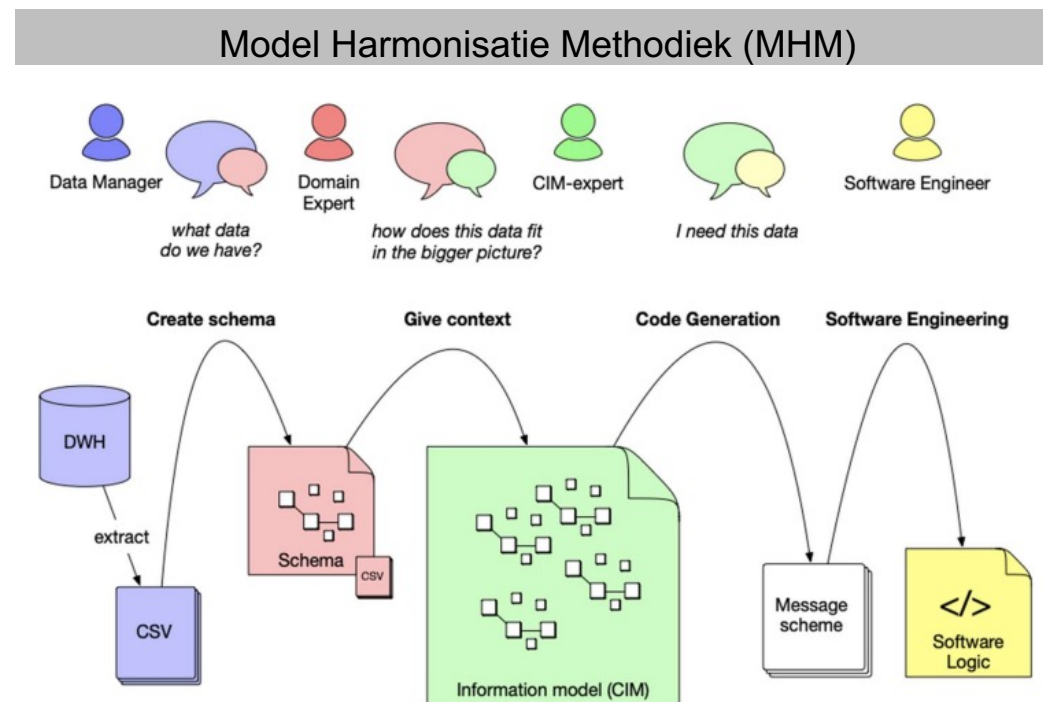 Model Harmonisatie Methodiek (MHM)
Data Manager
Domain
Expert
CIM-expert
Software Engineer
what data
do we have?
how does this data fit
in the bigger picture?
I need this data
Create schema
Give context
Code Generation
Software Engineering
DWH
extract
CSV
Schema
CSV
Information model (CIM)
Message
scheme
</>
Software
Logic